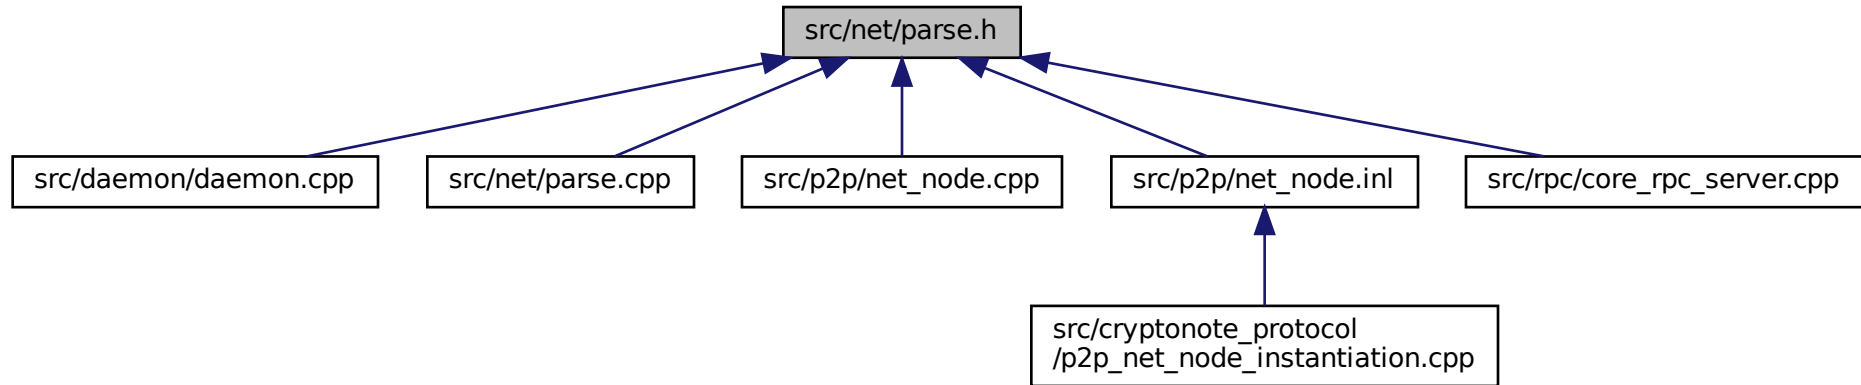 src/net/parse.h
src/daemon/daemon.cpp
src/net/parse.cpp
src/p2p/net_node.cpp
src/p2p/net_node.inl
src/rpc/core_rpc_server.cpp
src/cryptonote_protocol
/p2p_net_node_instantiation.cpp